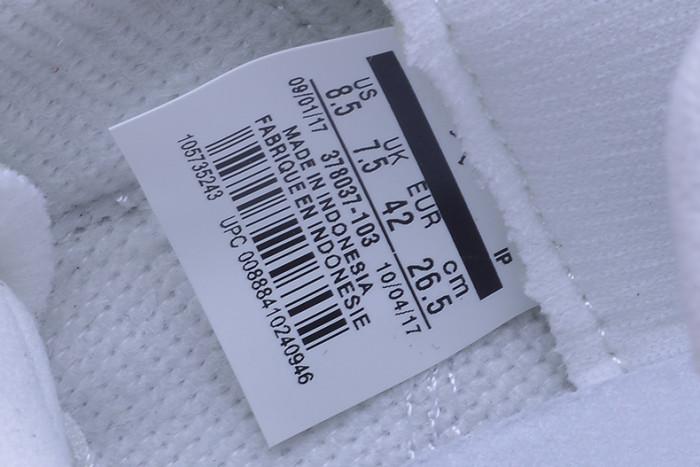 US UK EUR cm
8.5 7.5 42 26.5
09/01/17 378037-103 10/04/17
MADE IN INDONESIA
FABRIQUE EN INDONESIE
105735243 UPC 00888410240946
IP